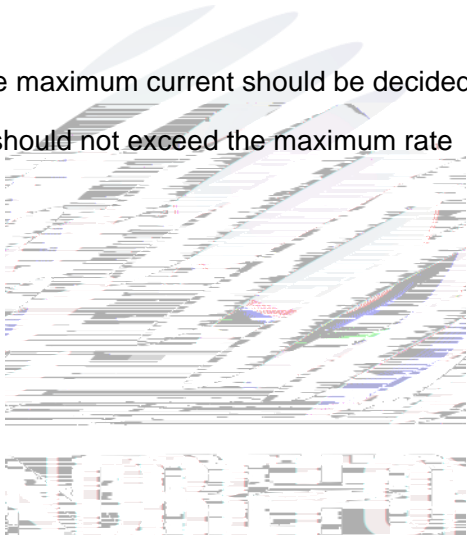 e maximum current should be decided
should not exceed the maximum rate